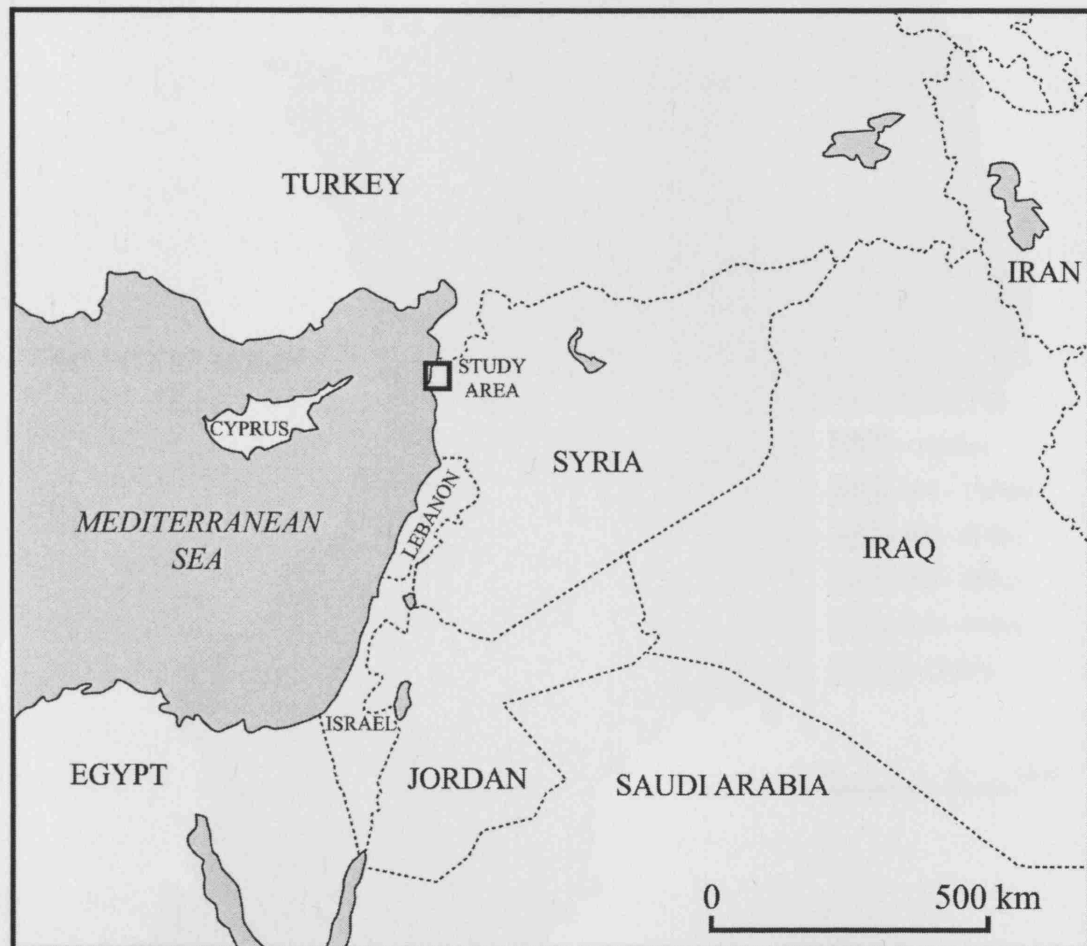 TURKEY
IRAN
STUDY
AREA
CYPRUS
SYRIA
LEBANON
MEDITERRANEAN
SEA
IRAQ
ISRAEL
EGYPT
JORDAN
SAUDI ARABIA
0 500 km